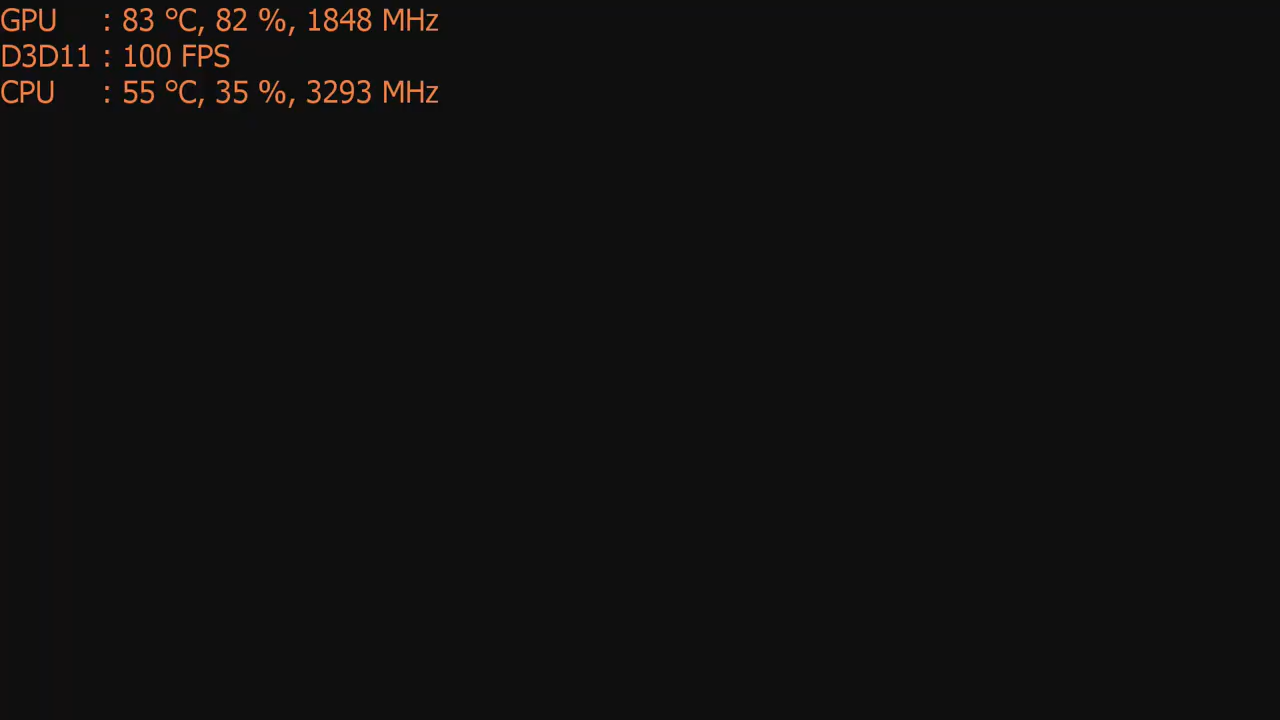 GPU : 83 °C, 82 %, 1848 MHz
D3D11 : 100 FPS
CPU : 55 °C, 35 %, 3293 MHz